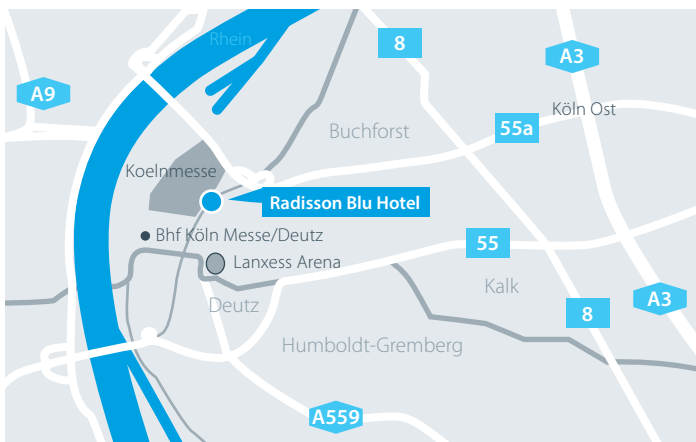 Rhein
8
A3
A9
Köln Ost
55a
Buchforst
Koelnmesse
Radisson Blu Hotel
Bhf Köln Messe/Deutz
55
Lanxess Arena
Kalk
A3
Deutz
8
Humboldt-Gremberg
A559